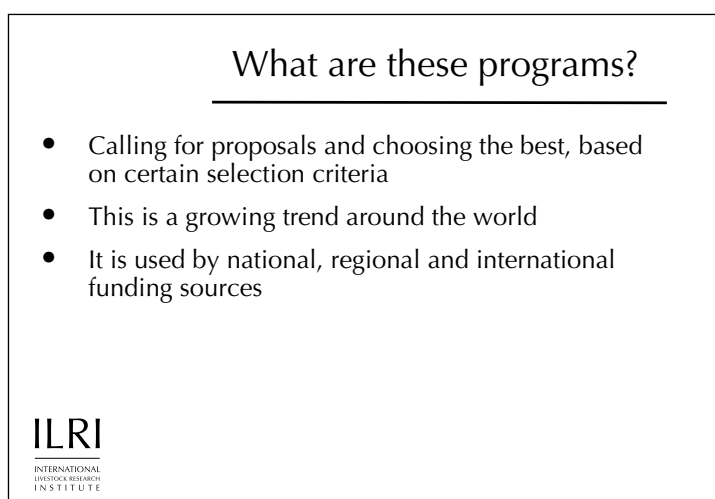 What are these programs?
• Calling for proposals and choosing the best, based
on certain selection criteria
• This is a growing trend around the world
• It is used by national, regional and international
funding sources
ILRI
INTERNATIONAL
LIVESTOCK RESEARCH
INSTITUTE